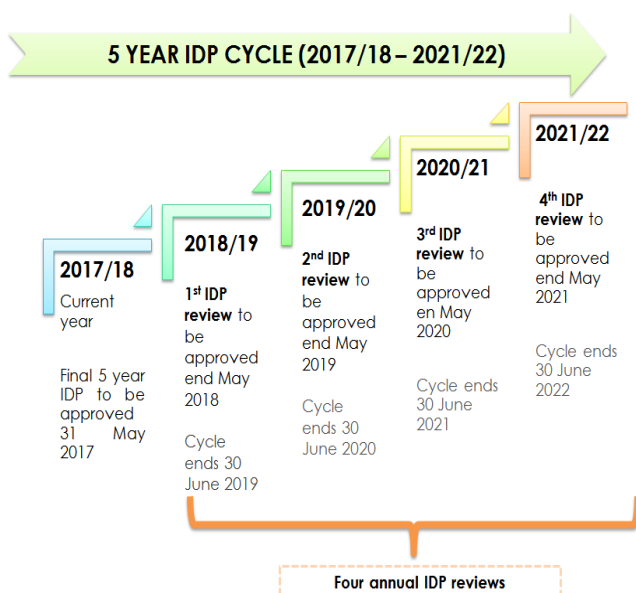 5 YEAR IDP CYCLE (2017/18 – 2021/22)
2017/18
Current
year
Final 5 year
IDP to be
approved
31 May
2017
2018/19
1st IDP
review to
be
approved
end May
2018
Cycle
ends 30
June 2019
2019/20
2nd IDP
review to
be
approved
end May
2019
Cycle
ends 30
June 2020
2020/21
3rd IDP
review to
be
approved
en May
2020
Cycle ends
30 June
2021
2021/22
4th IDP
review to
be
approved
end May
2021
Cycle ends
30 June
2022
Four annual IDP reviews